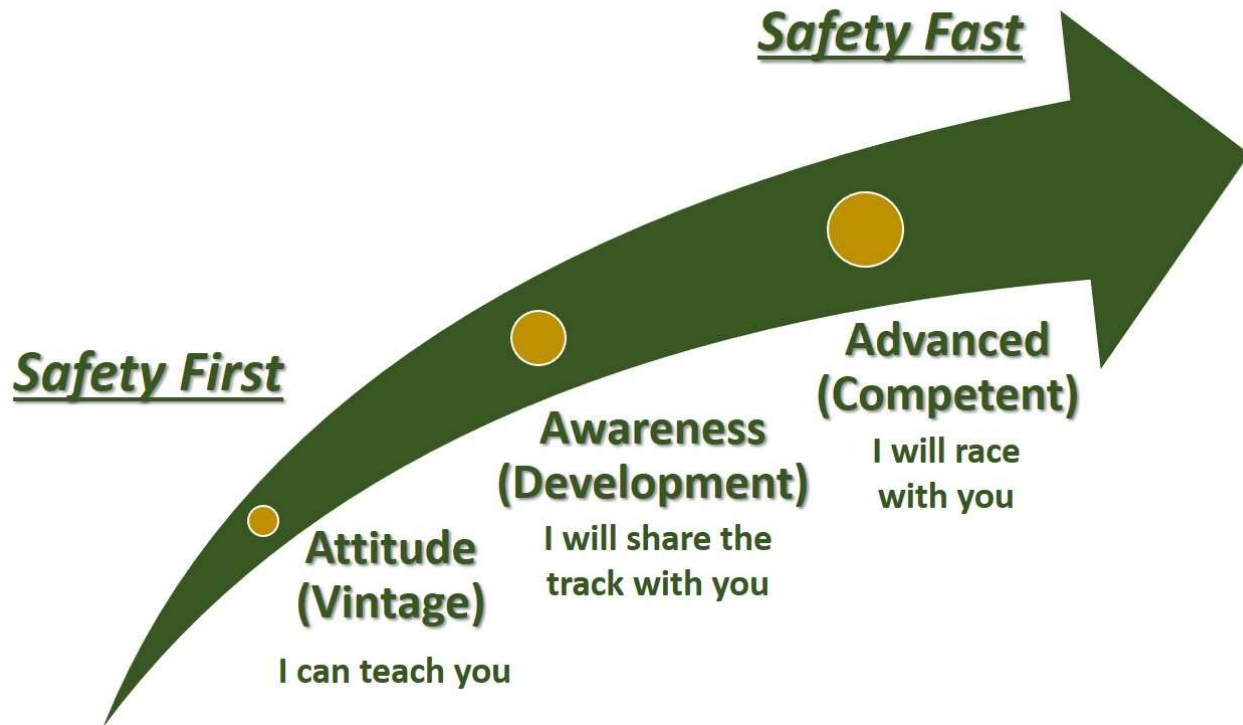 Safety Fast
Safety First
Attitude
(Vintage)
I can teach you
Awareness
(Development)
I will share the
track with you
Advanced
(Competent)
I will race
with you